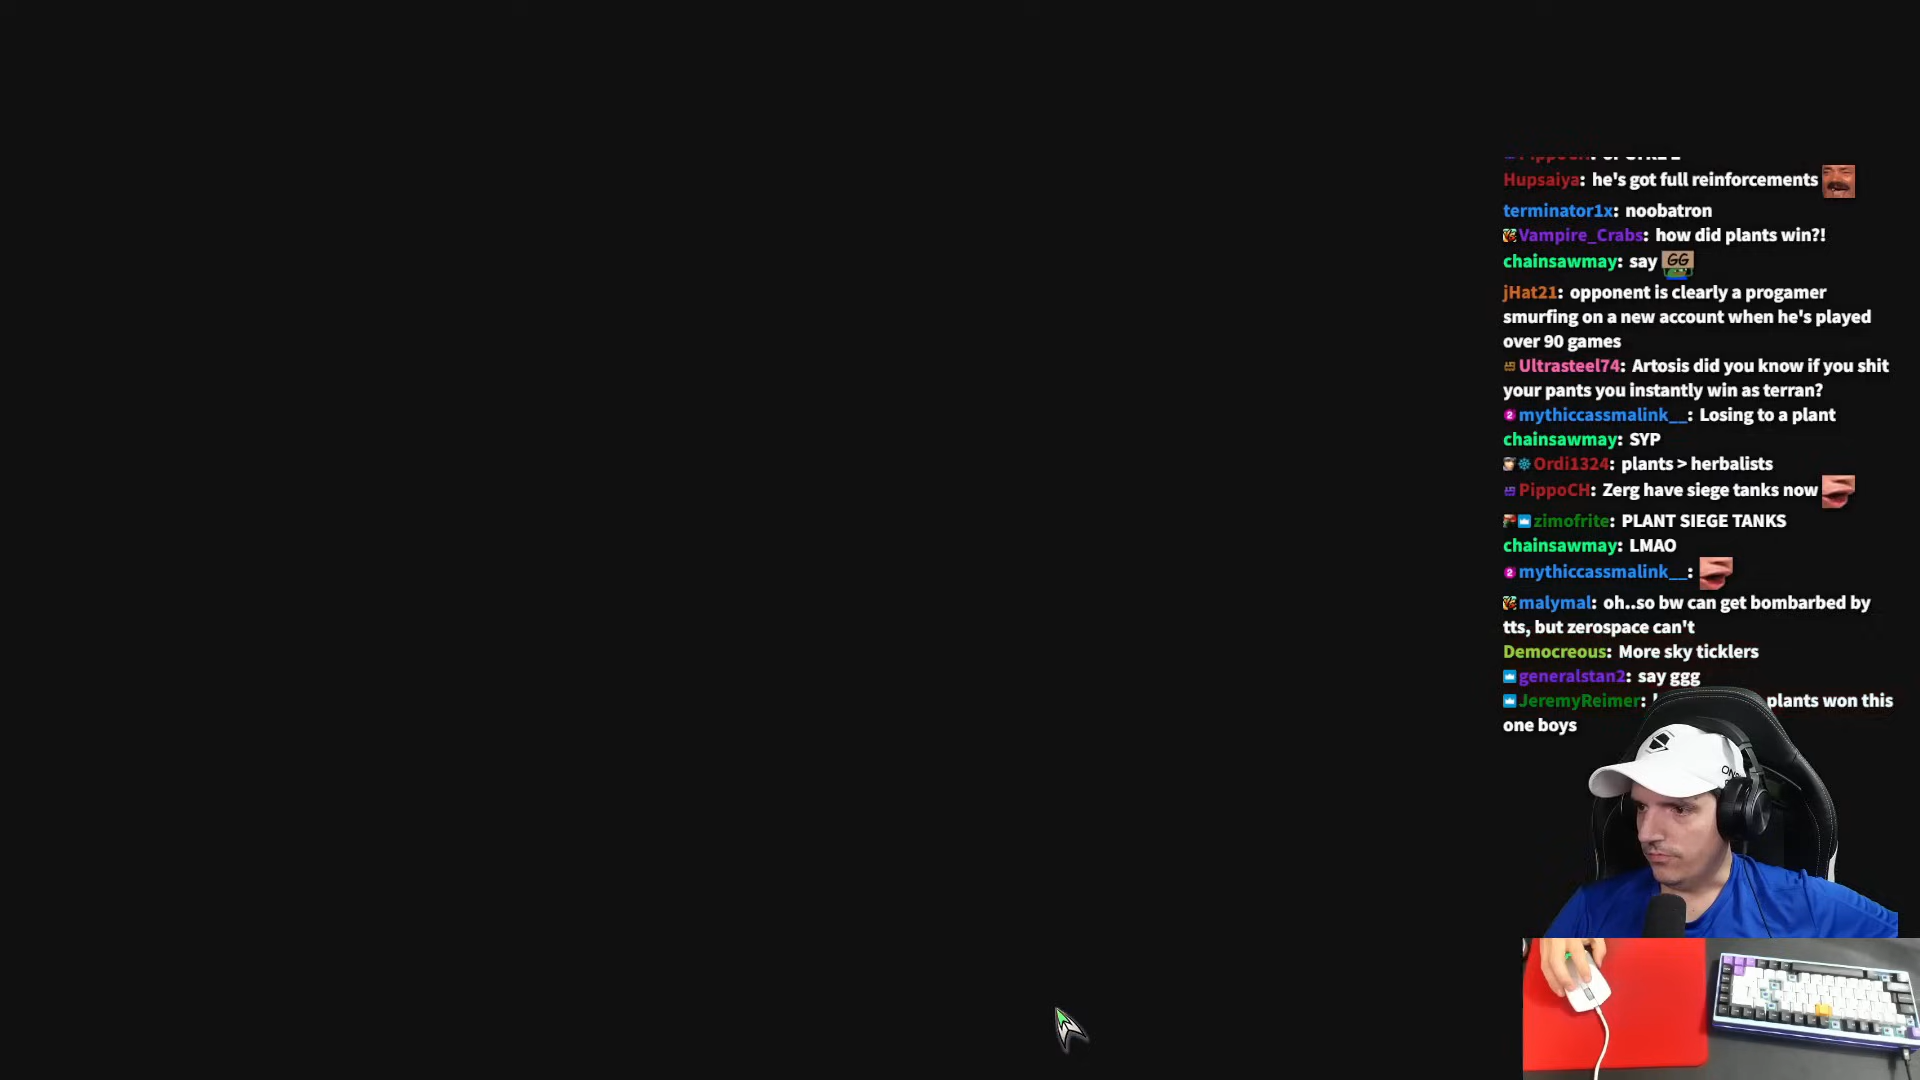 Hupsaiya: he's got full reinforcements
terminator1x: noobatron
Vampire_Crabs: how did plants win?!
chainsawmay: say GG
jHat21: opponent is clearly a progamer
smurfing on a new account when he's played
over 90 games
Ultrasteel74: Artosis did you know if you shit
your pants you instantly win as terran?
mythiccassmalink__: Losing to a plant
chainsawmay: SYP
Ordi1324: plants > herbalists
PippoCH: Zerg have siege tanks now
zimofrite: PLANT SIEGE TANKS
chainsawmay: LMAO
mythiccassmalink__:
malymal: oh..so bw can get bombarbed by
tts, but zerospace can't
Democreous: More sky ticklers
generalstan2: say ggg
JeremyReimer: plants won this
one boys